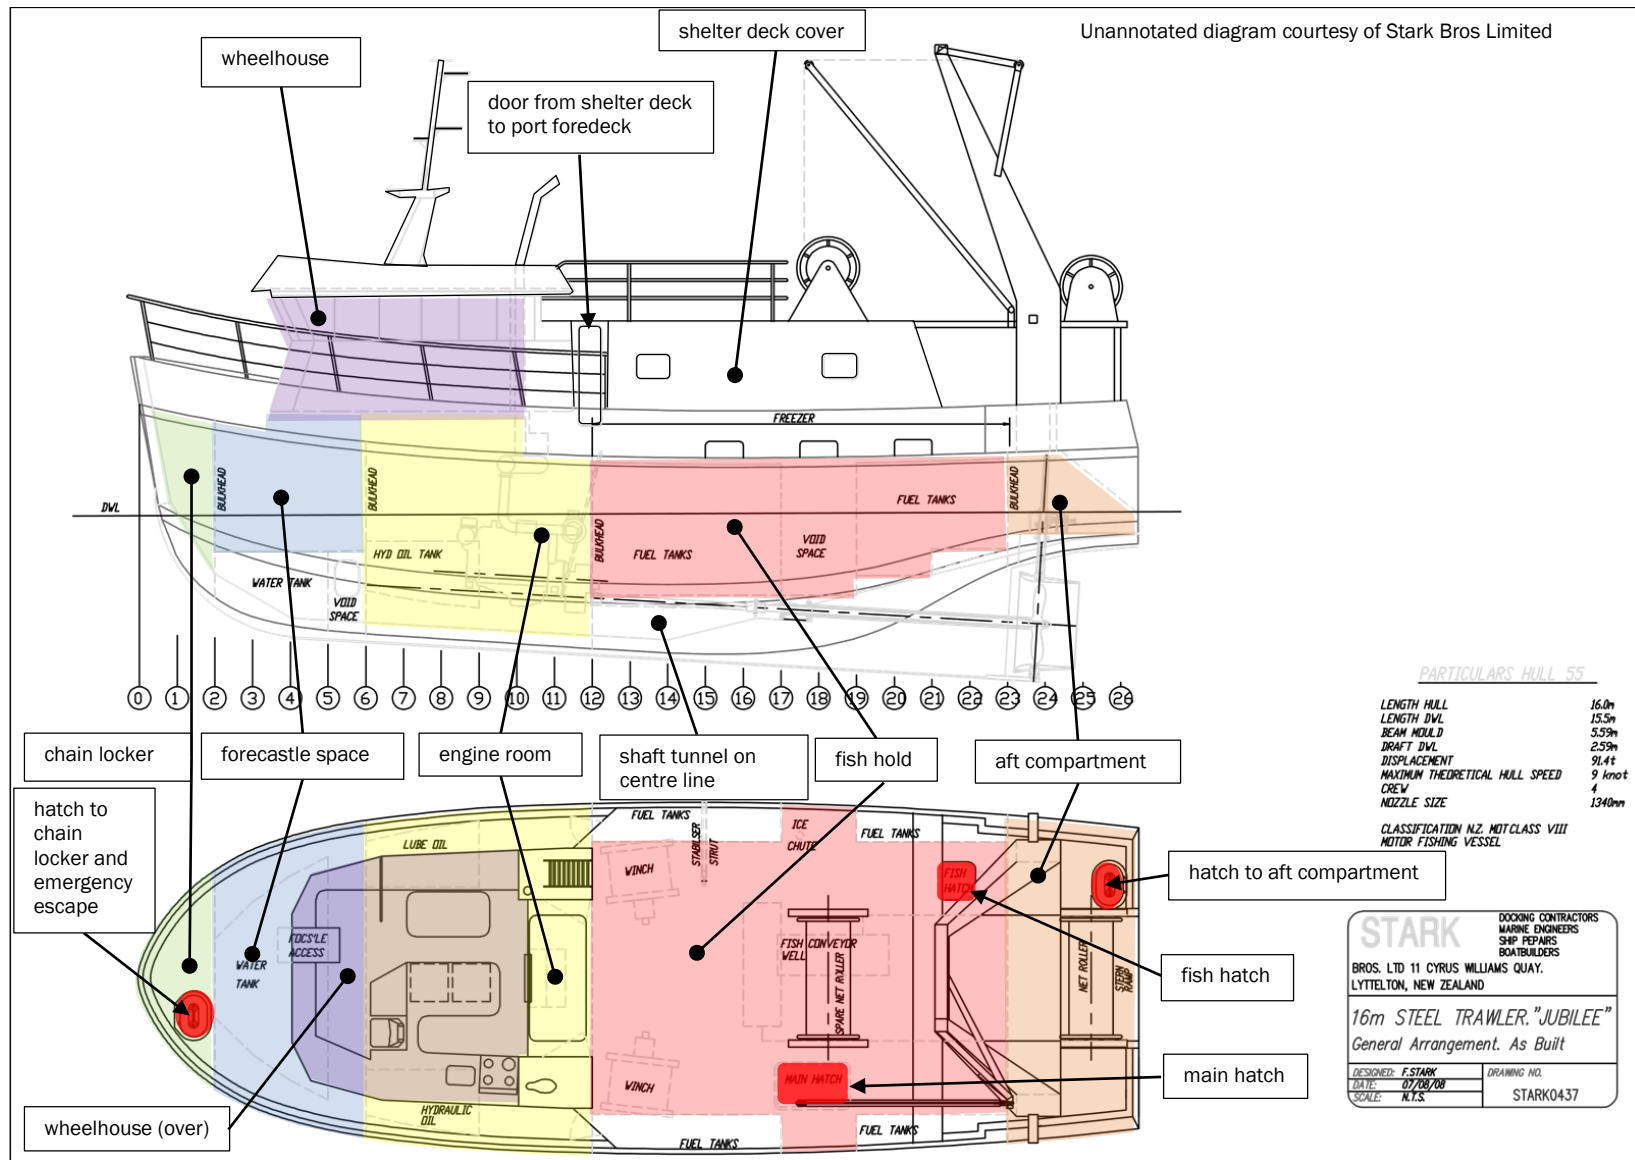 Unannotated diagram courtesy of Stark Bros Limited
shelter deck cover
wheelhouse
door from shelter deck
to port foredeck
FREEZER
BULKHEAD
BULKHEAD
BULKHEAD
BULKHEAD
DWL
FUEL TANKS
HYD OIL TANK
FUEL TANKS
VOID
SPACE
WATER TANK
VOID
SPACE
0 1 2 3 4 5 6 7 8 9 10 11 12 13 14 15 16 17 18 19 20 21 22 23 24 25 26
chain locker
forecastle space
engine room
shaft tunnel on
centre line
fish hold
aft compartment
PARTICULARS HULL 55
LENGTH HULL 16.0m
LENGTH DWL 15.5m
BEAM MOULD 5.59m
DRAFT DWL 2.59m
DISPLACEMENT 91.4t
MAXIMUM THEORETICAL HULL SPEED 9 knot
CREW 4
NOZZLE SIZE 1340mm
CLASSIFICATION N.Z. MOT CLASS VIII
MOTOR FISHING VESSEL
hatch to
chain
locker and
emergency
escape
FUEL TANKS
STABILISER
STRUT
ICE
CHUTE
FUEL TANKS
LUBE OIL
WINCH
FISH
HATCH
hatch to aft compartment
FOCS'LE
ACCESS
WATER
TANK
FISH CONVEYOR
WELL
SPARE NET ROLLER
NET ROLLER
STERN
RAMP
fish hatch
WINCH
MAIN HATCH
main hatch
HYDRAULIC
OIL
FUEL TANKS
FUEL TANKS
wheelhouse (over)
STARK
DOCKING CONTRACTORS
MARINE ENGINEERS
SHIP PEPAIRS
BOATBUILDERS
BROS. LTD 11 CYRUS WILLIAMS QUAY.
LYTTELTON, NEW ZEALAND
16m STEEL TRAWLER."JUBILEE"
General Arrangement. As Built
DESIGNED: F.STARK
DATE: 07/08/08
SCALE: N.T.S.
DRAWING NO.
STARK0437